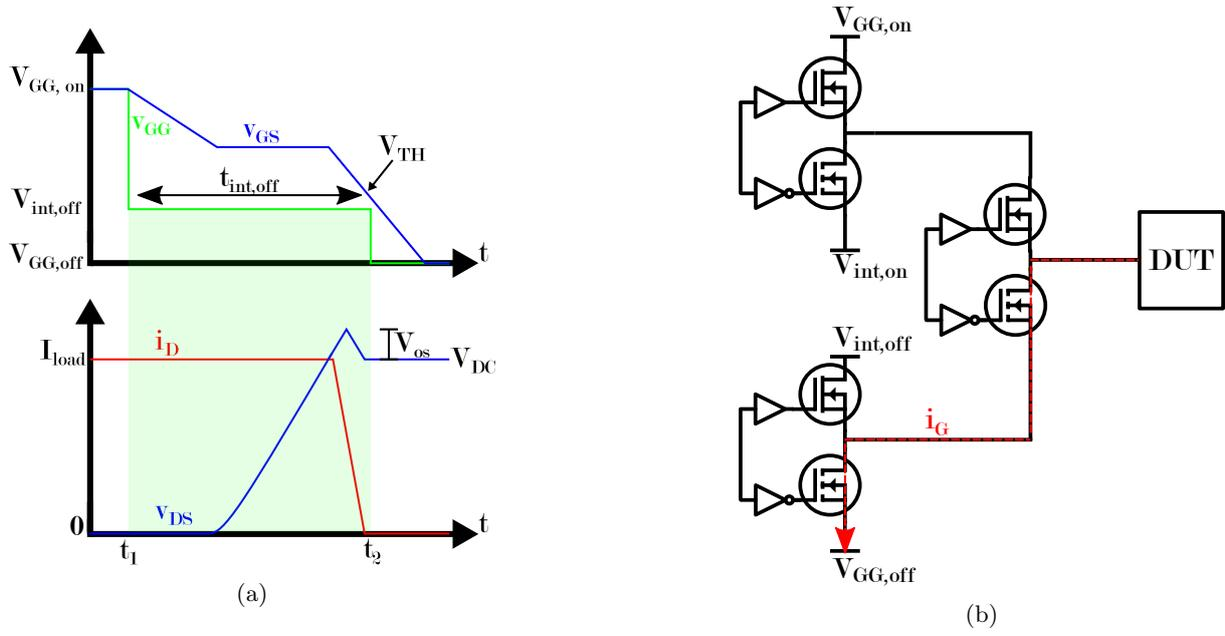 V_GG, on
v_GG
v_GS
V_TH
t_int,off
V_int,off
V_GG,off
t
I_load
i_D
V_os
V_DC
v_DS
0
t_1
t_2
t
(a)
V_GG,on
V_int,on
DUT
V_int,off
i_G
V_GG,off
(b)